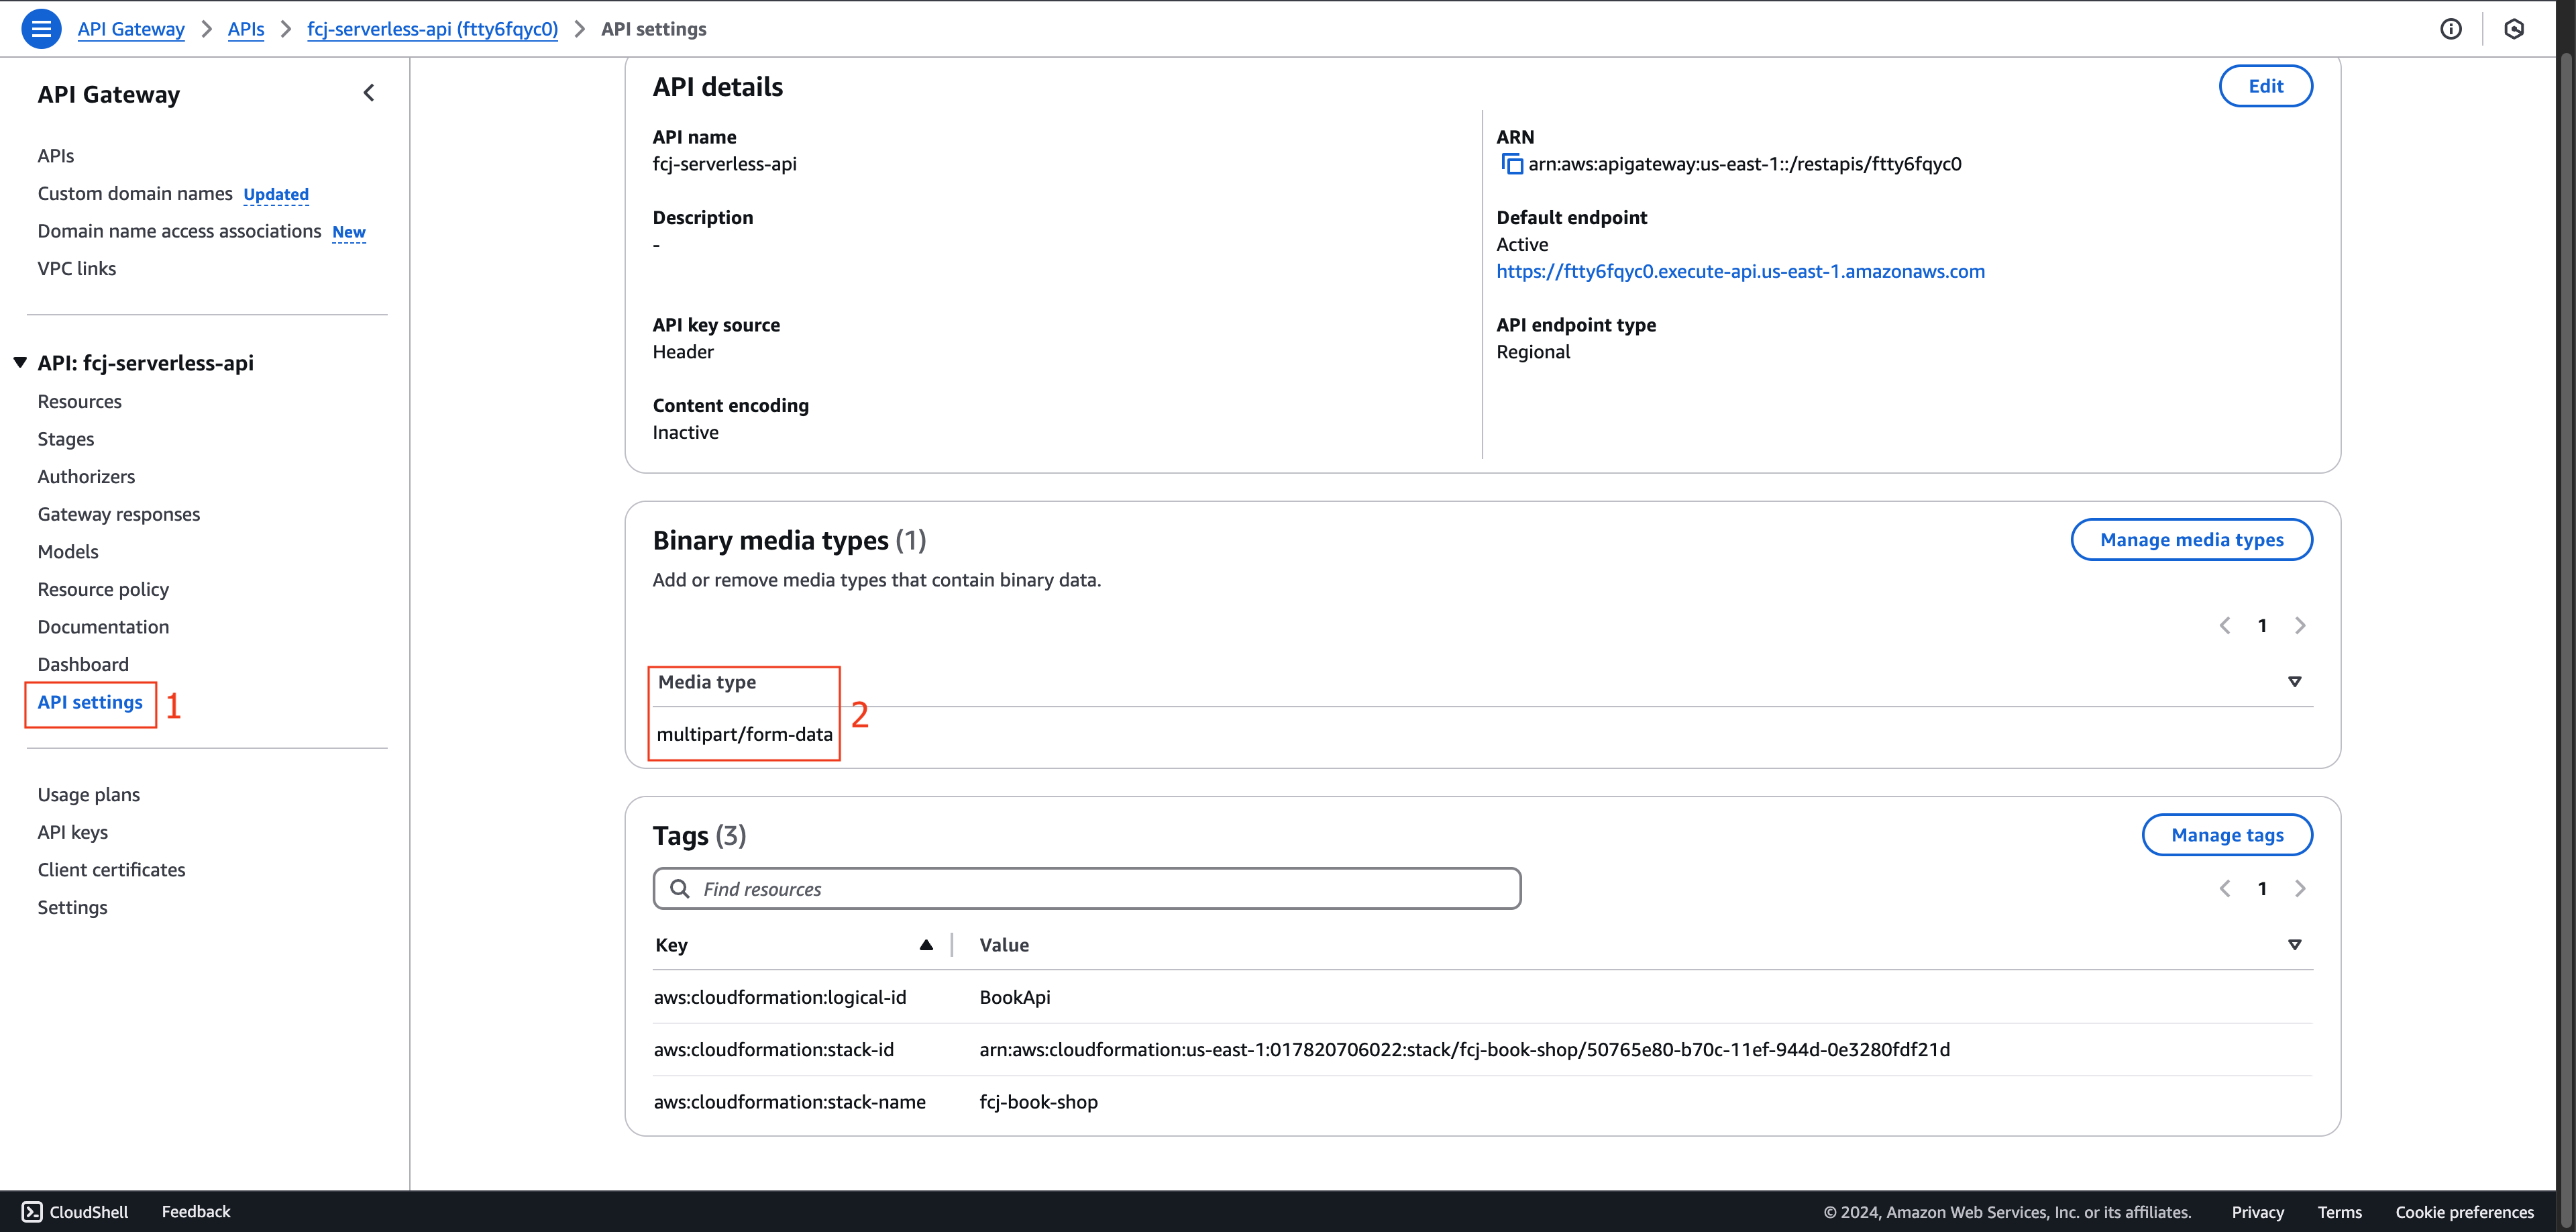 API Gateway > APIs > fcj-serverless-api (ftty6fqyc0) > API settings
API Gateway
APIs
Custom domain names Updated
Domain name access associations New
VPC links
API: fcj-serverless-api
Resources
Stages
Authorizers
Gateway responses
Models
Resource policy
Documentation
Dashboard
API settings 1
Usage plans
API keys
Client certificates
Settings
API details
Edit
API name
fcj-serverless-api
Description
-
API key source
Header
Content encoding
Inactive
ARN
arn:aws:apigateway:us-east-1::/restapis/ftty6fqyc0
Default endpoint
Active
https://ftty6fqyc0.execute-api.us-east-1.amazonaws.com
API endpoint type
Regional
Binary media types (1)
Manage media types
Add or remove media types that contain binary data.
1
Media type
2
multipart/form-data
Tags (3)
Manage tags
Find resources
1
Key Value
aws:cloudformation:logical-id BookApi
aws:cloudformation:stack-id arn:aws:cloudformation:us-east-1:017820706022:stack/fcj-book-shop/50765e80-b70c-11ef-944d-0e3280fdf21d
aws:cloudformation:stack-name fcj-book-shop
CloudShell Feedback © 2024, Amazon Web Services, Inc. or its affiliates. Privacy Terms Cookie preferences